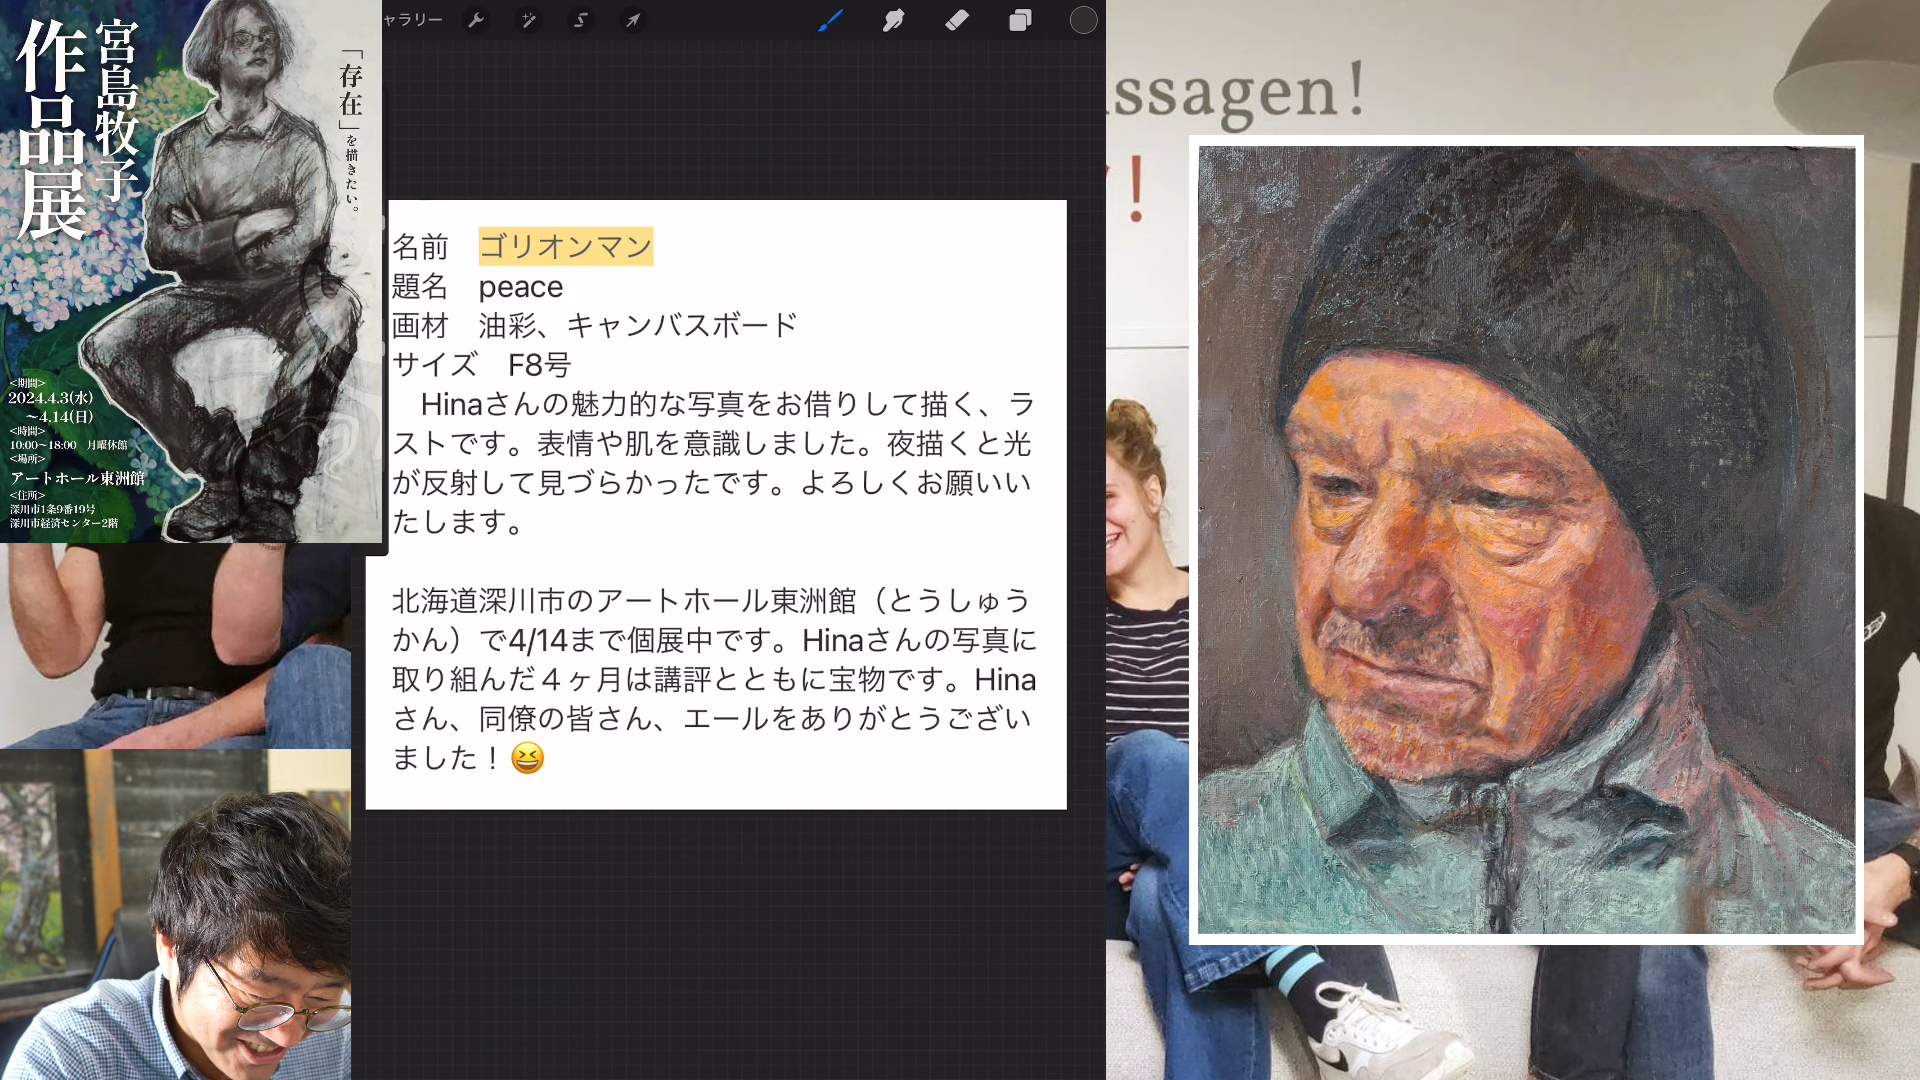 宮島牧子
作品展
「存在」を描きたい。
<期間>
2024.4.3(水)
～4.14(日)
<時間>
10:00～18:00　月曜休館
<場所>
アートホール東洲館
<住所>
深川市1条9番19号
深川市経済センター2階
ャラリー
名前　ゴリオンマン
題名　peace
画材　油彩、キャンバスボード
サイズ　F8号
　Hinaさんの魅力的な写真をお借りして描く、ラ
ストです。表情や肌を意識しました。夜描くと光
が反射して見づらかったです。よろしくお願いい
たします。
北海道深川市のアートホール東洲館（とうしゅう
かん）で4/14まで個展中です。Hinaさんの写真に
取り組んだ４ヶ月は講評とともに宝物です。Hina
さん、同僚の皆さん、エールをありがとうござい
ました！😆
ssagen!
!